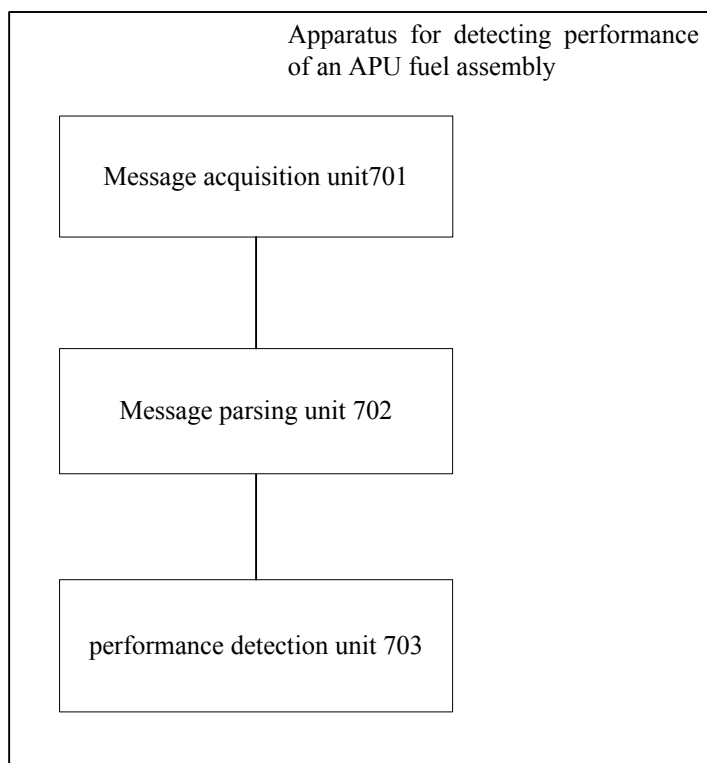 Apparatus for detecting performance
of an APU fuel assembly
Message acquisition unit701
Message parsing unit 702
performance detection unit 703